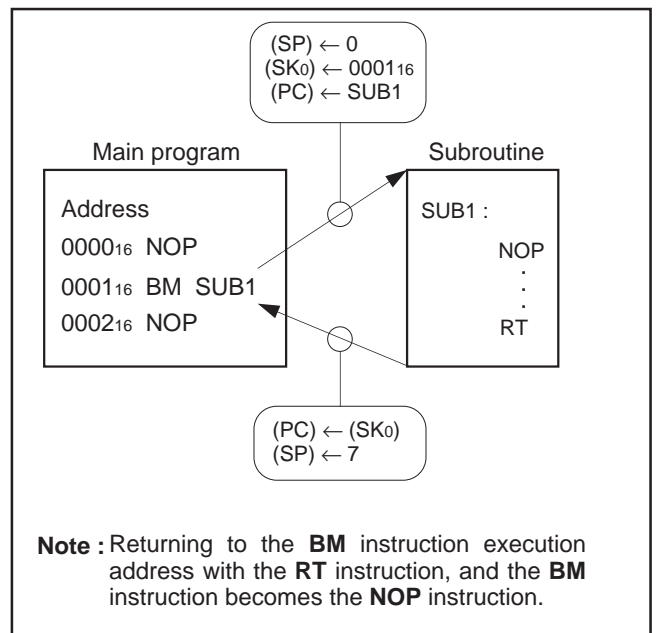 (SP) ← 0
(SK0) ← 000116
(PC) ← SUB1
Main program
Subroutine
Address
000016 NOP
000116 BM SUB1
000216 NOP
SUB1 :
NOP
.
.
.
RT
(PC) ← (SK0)
(SP) ← 7
Note : Returning to the BM instruction execution
address with the RT instruction, and the BM
instruction becomes the NOP instruction.